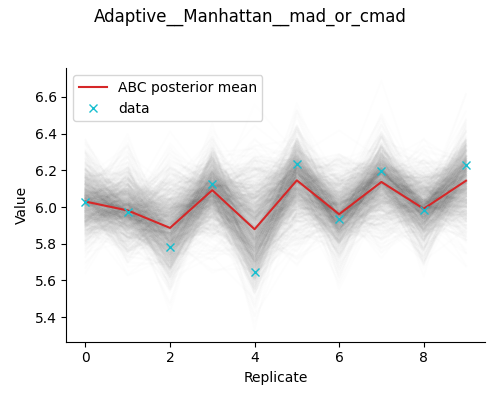 Adaptive__Manhattan__mad_or_cmad
ABC posterior mean
data
6.6
6.4
6.2
6.0
5.8
5.6
5.4
Value
0 2 4 6 8
Replicate